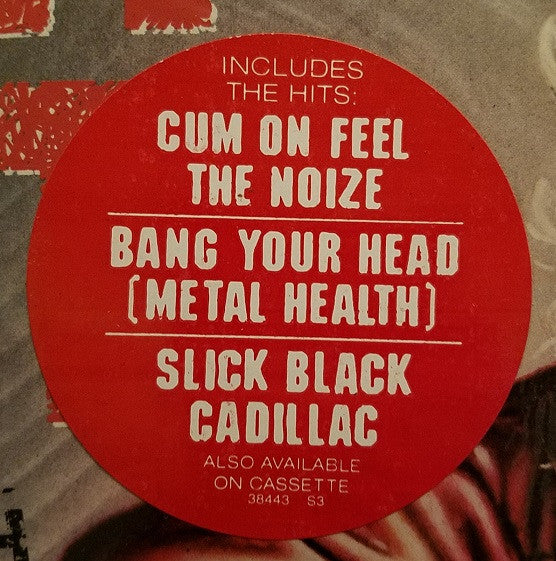 INCLUDES
THE HITS:
CUM ON FEEL
THE NOIZE
BANG YOUR HEAD
(METAL HEALTH)
SLICK BLACK
CADILLAC
ALSO AVAILABLE
ON CASSETTE
38443 S3